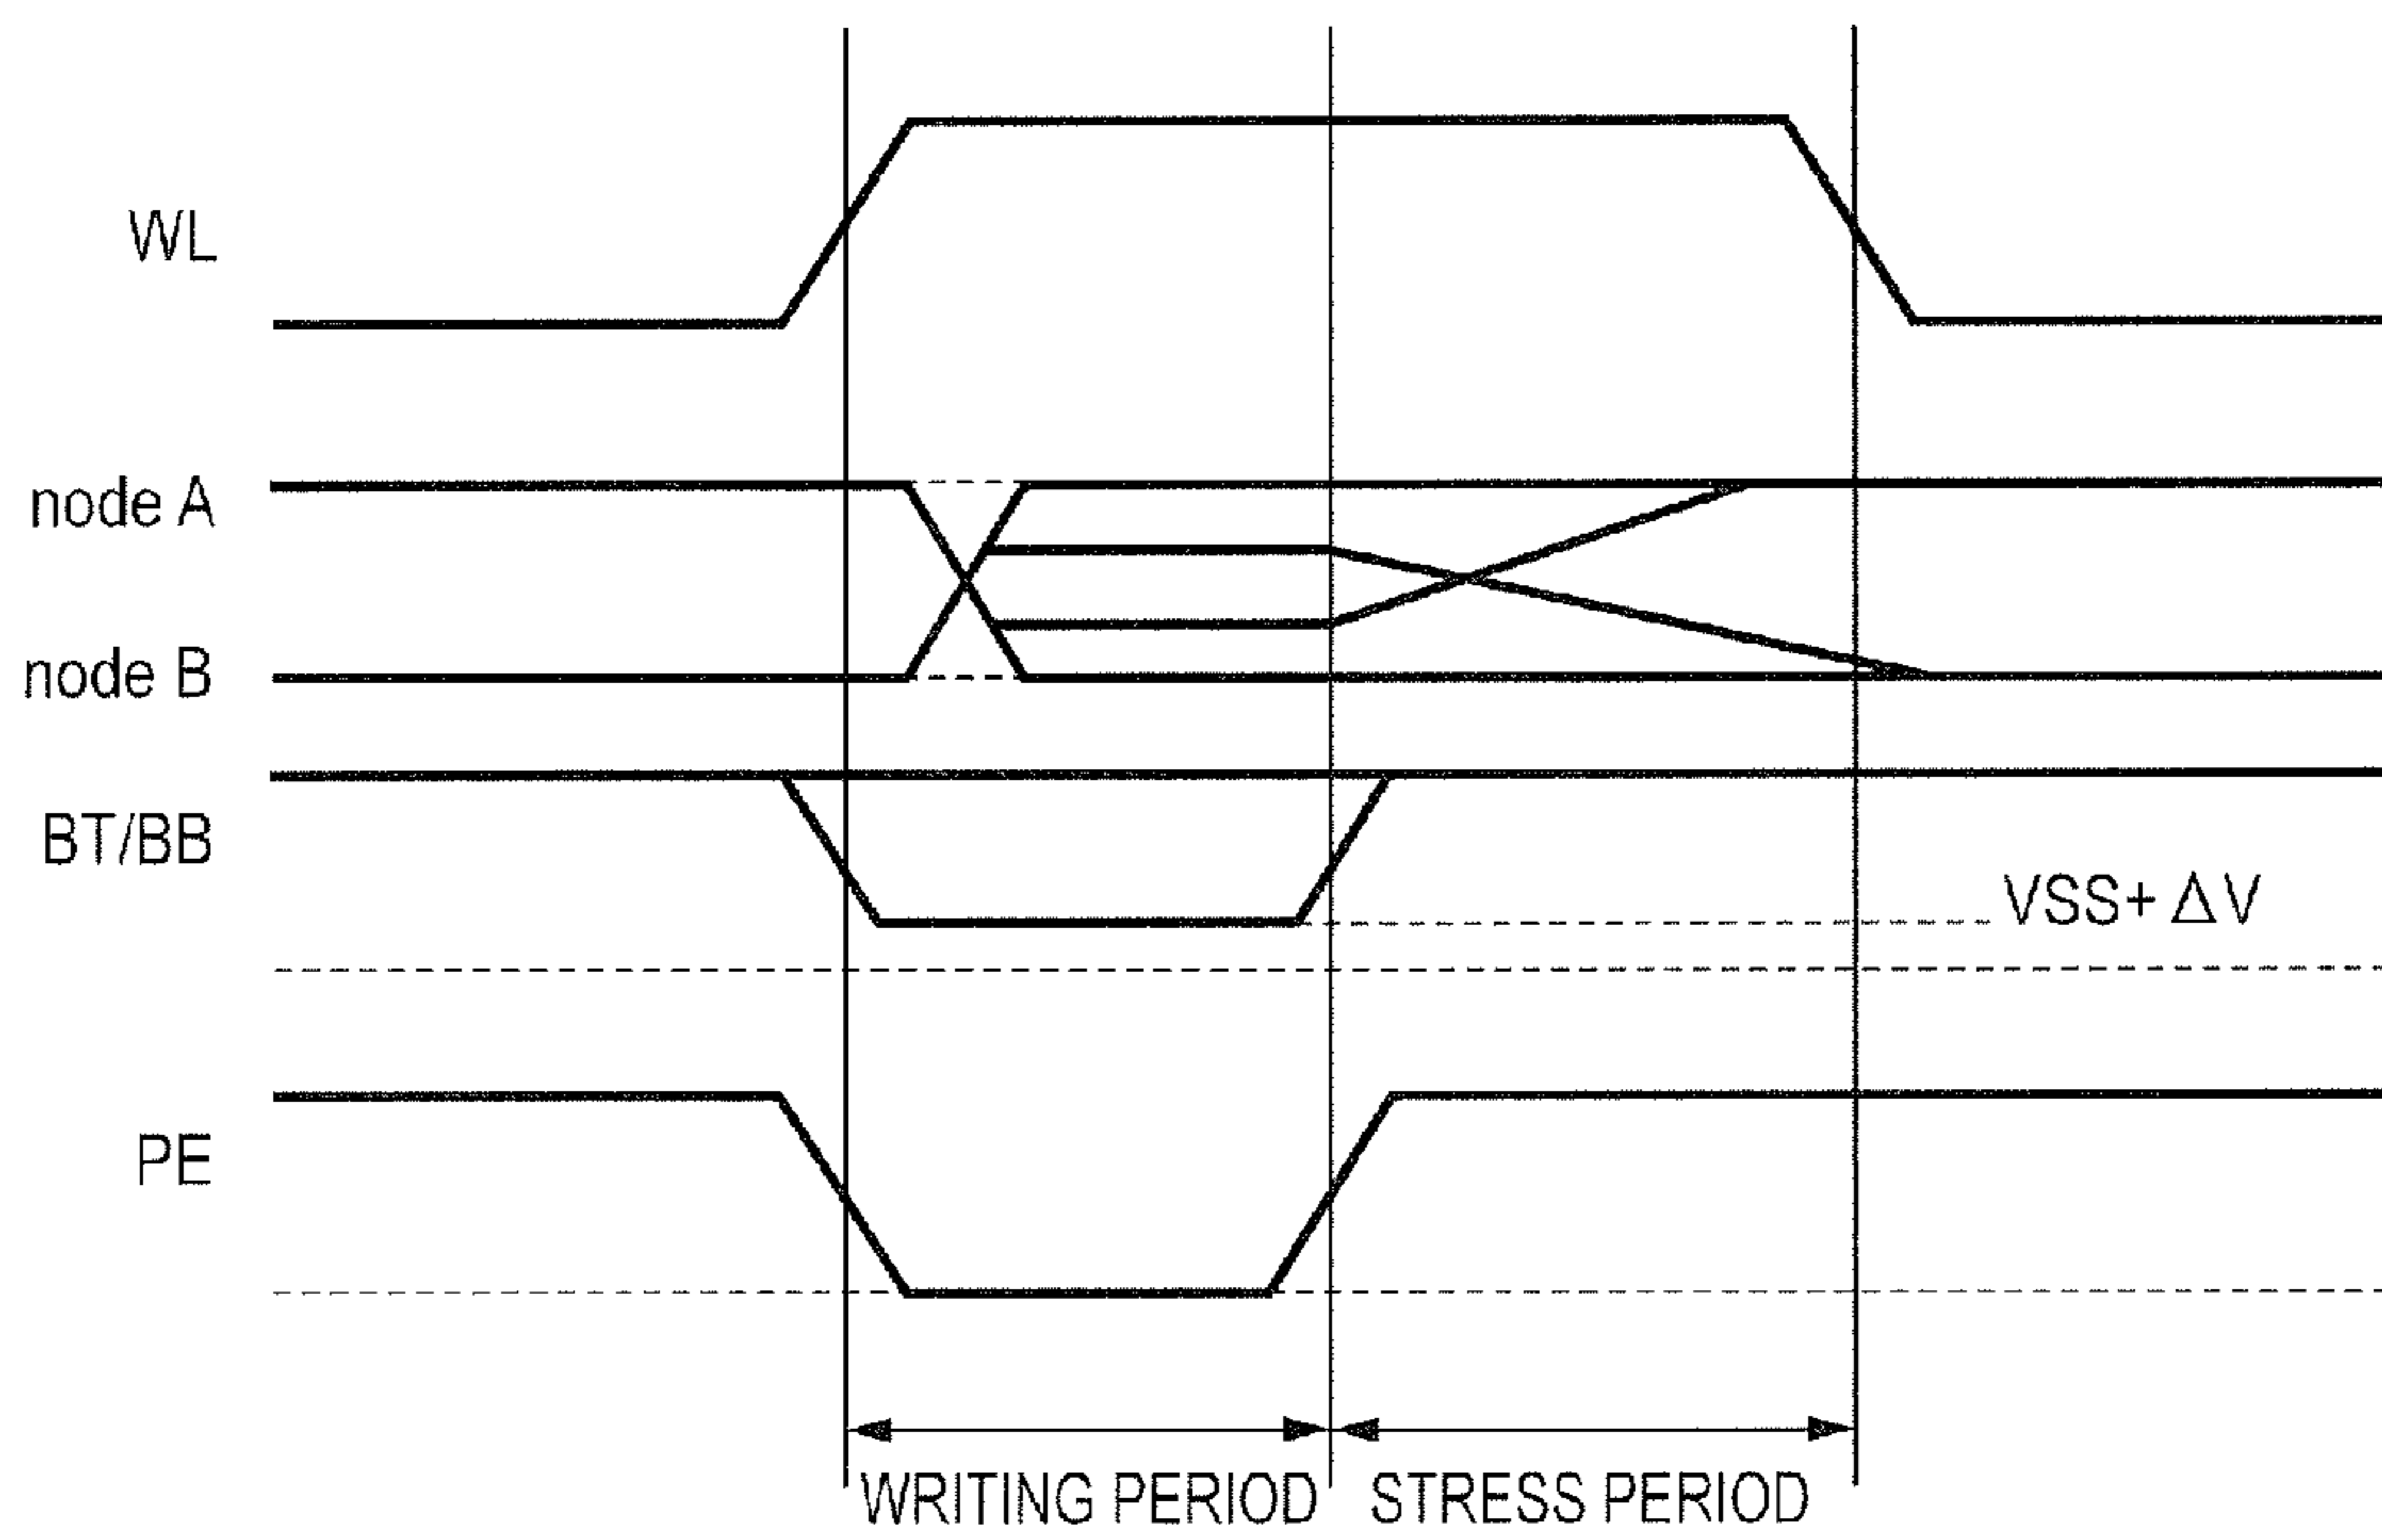 WL
node A
node B
BT/BB
VSS+ ΔV
PE
WRITING PERIOD
STRESS PERIOD